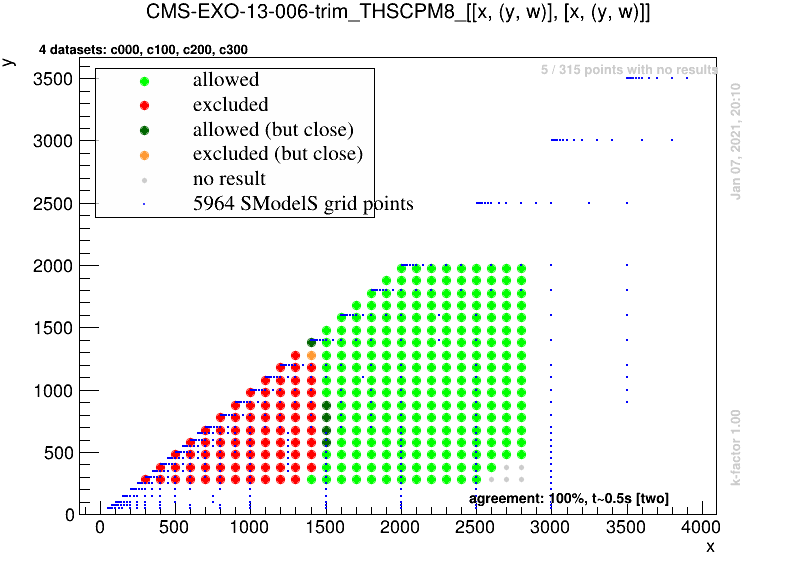 CMS-EXO-13-006-trim_THSCPM8_[[x, (y, w)], [x, (y, w)]]
4 datasets: c000, c100, c200, c300
y
5 / 315 points with no results
allowed
excluded
allowed (but close)
excluded (but close)
no result
5964 SModelS grid points
3500
3000
2500
2000
1500
1000
500
0
Jan 07, 2021, 20:10
k-factor 1.00
agreement: 100%, t~0.5s [two]
0 500 1000 1500 2000 2500 3000 3500 4000
x